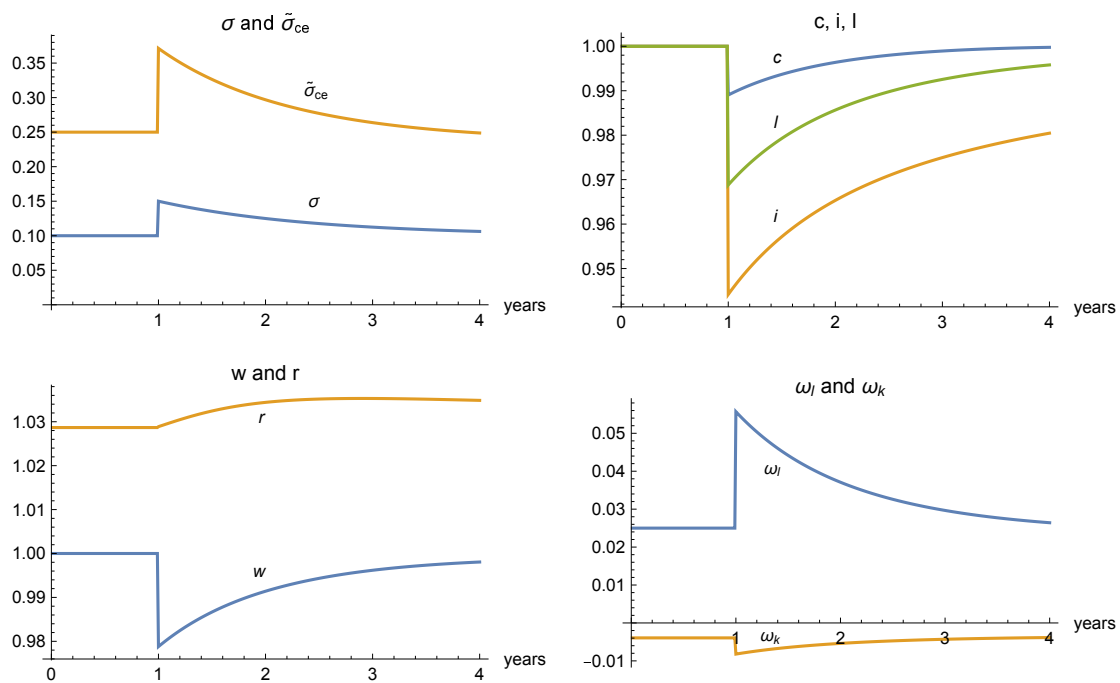 σ and σ̃ce
0.35
0.30
0.25
0.20
0.15
0.10
0.05
σ̃ce
σ
1 2 3 4
years
c, i, l
1.00
0.99
0.98
0.97
0.96
0.95
c
l
i
0 1 2 3 4
years
w and r
1.03
1.02
1.01
1.00
0.99
0.98
r
w
0 1 2 3 4
years
ωl and ωk
0.05
0.04
0.03
0.02
0.01
-0.01
ωl
ωk
1 2 3 4
years